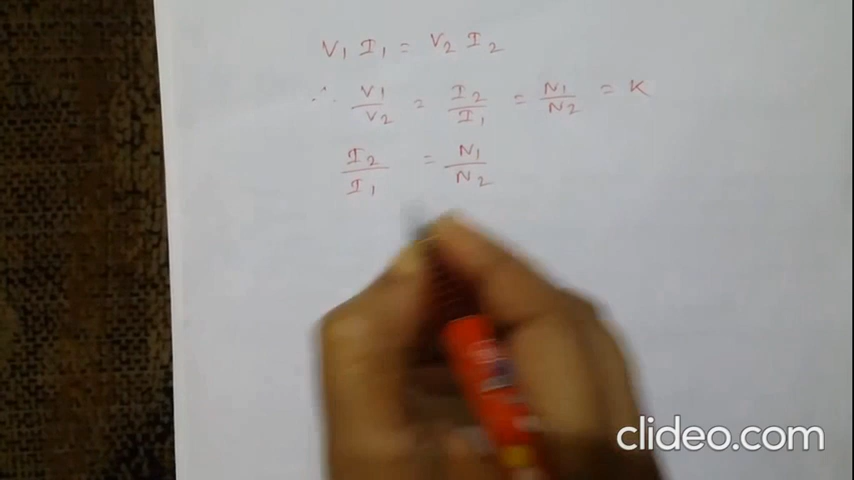 V₁ I₁ = V₂ I₂
∴ V₁/V₂ = I₂/I₁ = N₁/N₂ = K
I₂/I₁ = N₁/N₂
clideo.com